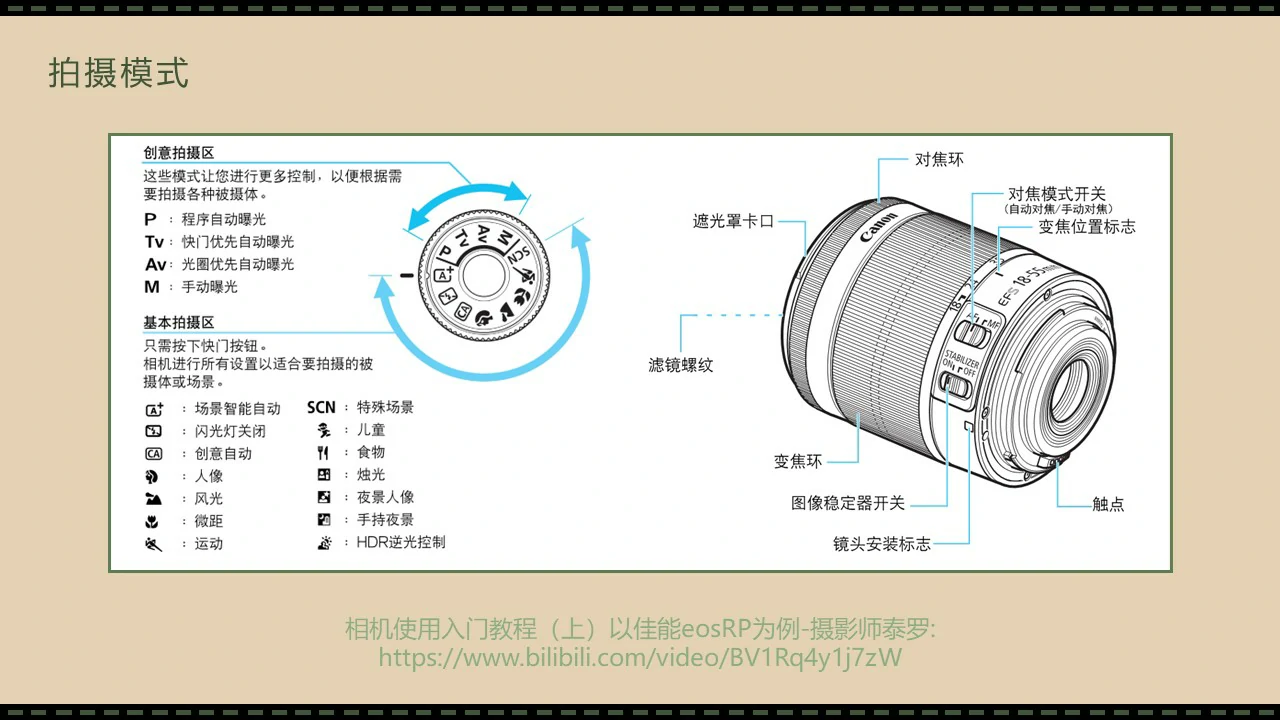 拍摄模式
创意拍摄区
这些模式让您进行更多控制，以便根据需
要拍摄各种被摄体。
P ：程序自动曝光
Tv ：快门优先自动曝光
Av ：光圈优先自动曝光
M ：手动曝光
基本拍摄区
只需按下快门按钮。
相机进行所有设置以适合要拍摄的被
摄体或场景。
A+ ：场景智能自动
：闪光灯关闭
CA ：创意自动
：人像
：风光
：微距
：运动
SCN ：特殊场景
：儿童
：食物
：烛光
：夜景人像
：手持夜景
：HDR逆光控制
P
Tv
Av
M
SCN
A+
CA
对焦环
对焦模式开关
（自动对焦/手动对焦）
变焦位置标志
遮光罩卡口
滤镜螺纹
变焦环
图像稳定器开关
镜头安装标志
触点
Canon
EFS 18-55mm
18
AF MF
STABILIZER
ON OFF
相机使用入门教程（上）以佳能eosRP为例-摄影师泰罗:
https://www.bilibili.com/video/BV1Rq4y1j7zW